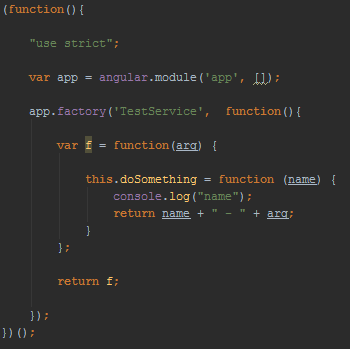 (function(){
"use strict";
var app = angular.module('app', []);
app.factory('TestService',  function(){
var f = function(arg) {
this.doSomething = function (name) {
console.log("name");
return name + " - " + arg;
}
};
return f;
});
})();